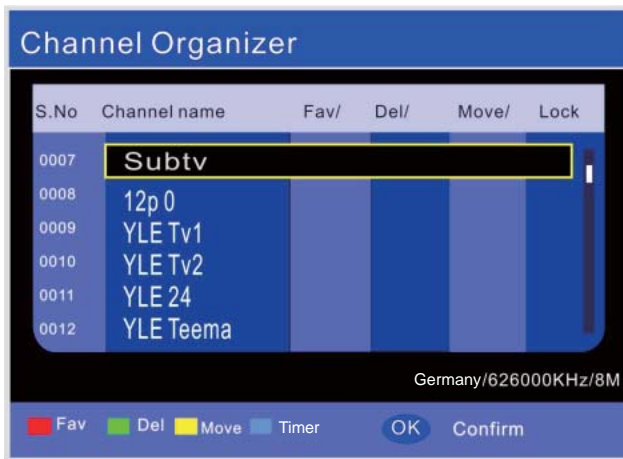 Channel Organizer
S.No Channel name Fav/ Del/ Move/ Lock
0007 Subtv
0008 12p 0
0009 YLE Tv1
0010 YLE Tv2
0011 YLE 24
0012 YLE Teema
Germany/626000KHz/8M
Fav Del Move Timer OK Confirm